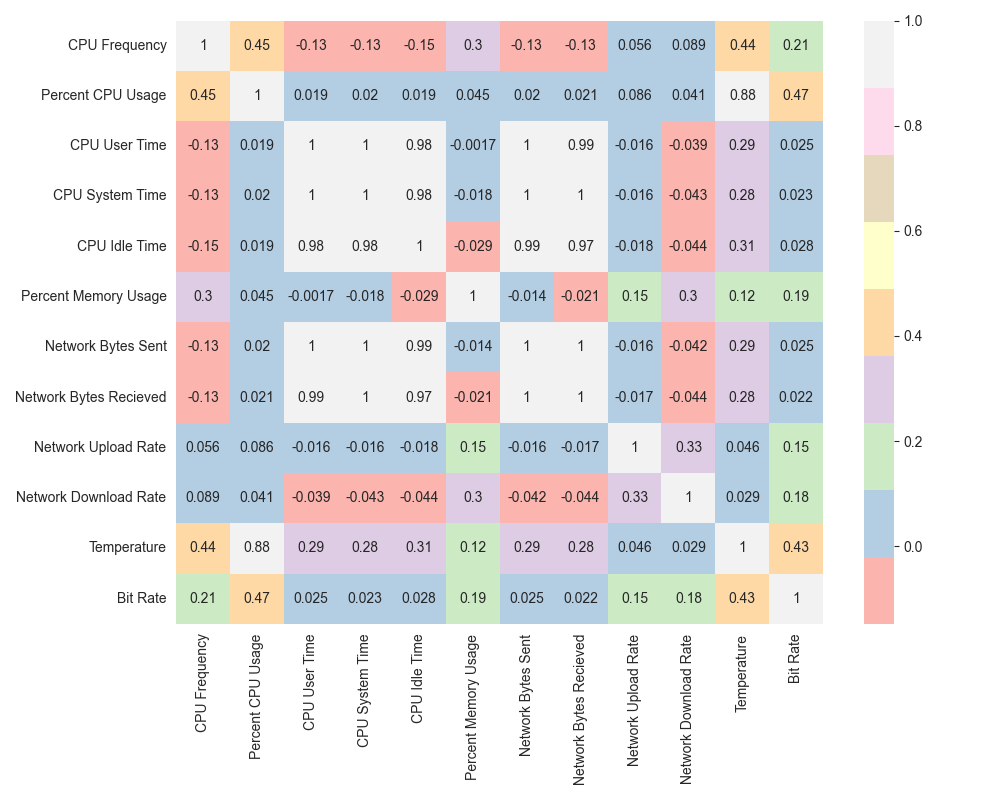 CPU Frequency 1 0.45 -0.13 -0.13 -0.15 0.3 -0.13 -0.13 0.056 0.089 0.44 0.21
Percent CPU Usage 0.45 1 0.019 0.02 0.019 0.045 0.02 0.021 0.086 0.041 0.88 0.47
CPU User Time -0.13 0.019 1 1 0.98 -0.0017 1 0.99 -0.016 -0.039 0.29 0.025
CPU System Time -0.13 0.02 1 1 0.98 -0.018 1 1 -0.016 -0.043 0.28 0.023
CPU Idle Time -0.15 0.019 0.98 0.98 1 -0.029 0.99 0.97 -0.018 -0.044 0.31 0.028
Percent Memory Usage 0.3 0.045 -0.0017 -0.018 -0.029 1 -0.014 -0.021 0.15 0.3 0.12 0.19
Network Bytes Sent -0.13 0.02 1 1 0.99 -0.014 1 1 -0.016 -0.042 0.29 0.025
Network Bytes Recieved -0.13 0.021 0.99 1 0.97 -0.021 1 1 -0.017 -0.044 0.28 0.022
Network Upload Rate 0.056 0.086 -0.016 -0.016 -0.018 0.15 -0.016 -0.017 1 0.33 0.046 0.15
Network Download Rate 0.089 0.041 -0.039 -0.043 -0.044 0.3 -0.042 -0.044 0.33 1 0.029 0.18
Temperature 0.44 0.88 0.29 0.28 0.31 0.12 0.29 0.28 0.046 0.029 1 0.43
Bit Rate 0.21 0.47 0.025 0.023 0.028 0.19 0.025 0.022 0.15 0.18 0.43 1
CPU Frequency
Percent CPU Usage
CPU User Time
CPU System Time
CPU Idle Time
Percent Memory Usage
Network Bytes Sent
Network Bytes Recieved
Network Upload Rate
Network Download Rate
Temperature
Bit Rate
1.0
0.8
0.6
0.4
0.2
0.0